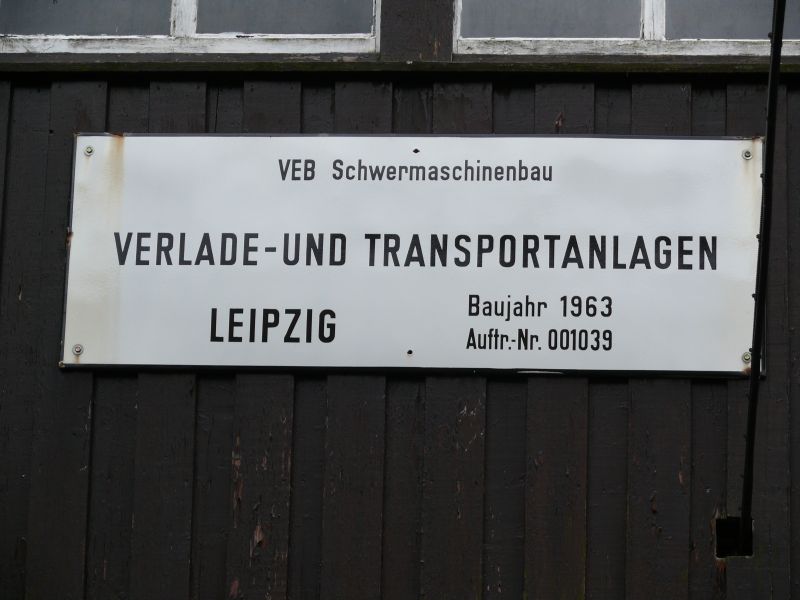 VEB Schwermaschinenbau
VERLADE-UND TRANSPORTANLAGEN
LEIPZIG
Baujahr 1963
Auftr.-Nr. 001039